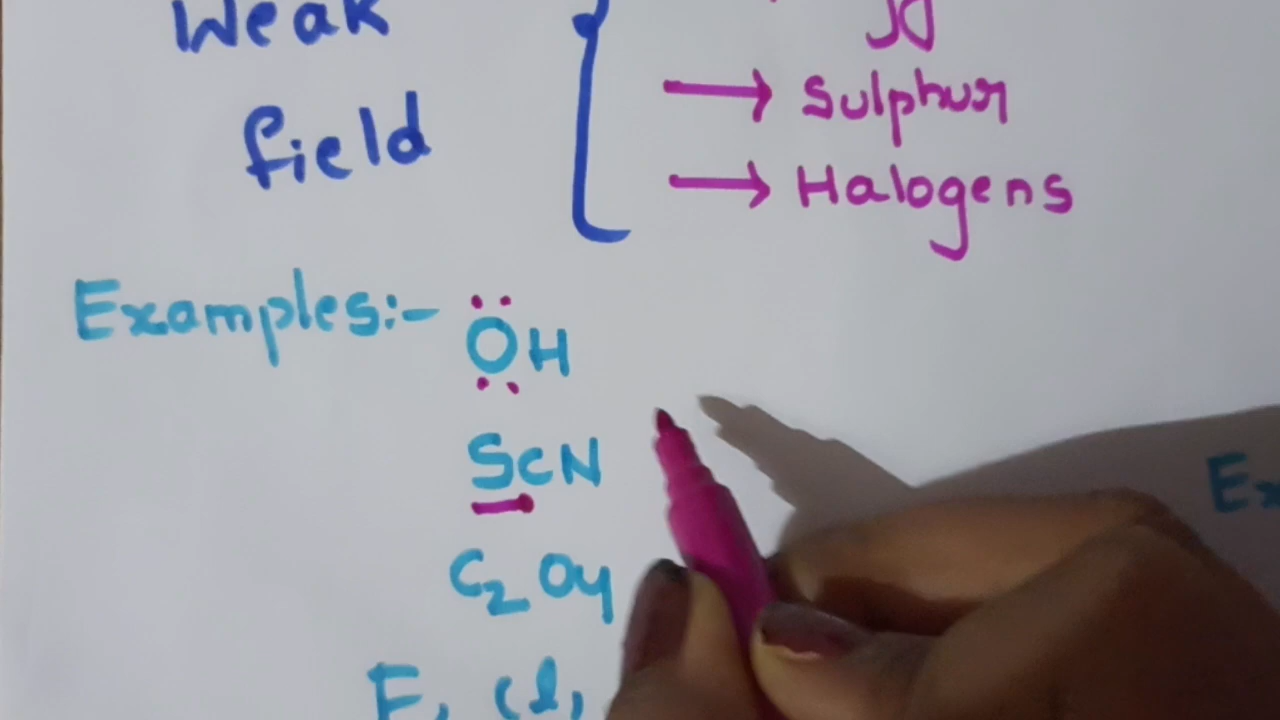 Weak
field
→ Sulphur
→ Halogens
Examples:-
OH
SCN
C2O4
F, Cl,